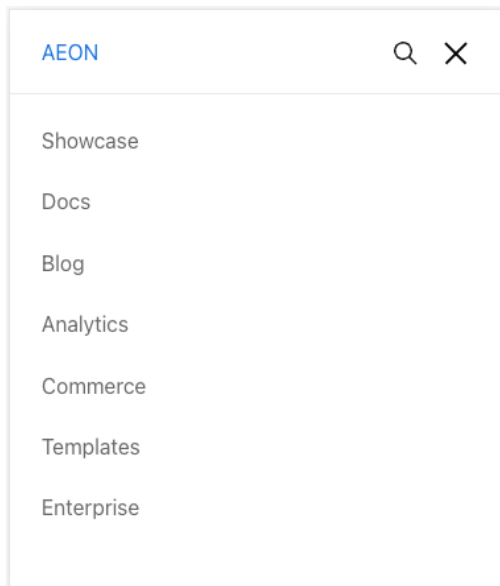 AEON
Showcase
Docs
Blog
Analytics
Commerce
Templates
Enterprise